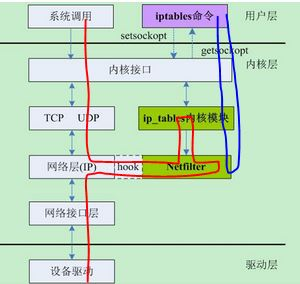 系统调用
iptables命令
用户层
setsockopt
getsockopt
内核层
内核接口
TCP UDP
ip_tables内核模块
网络层(IP)
hook
Netfilter
网络接口层
设备驱动
驱动层